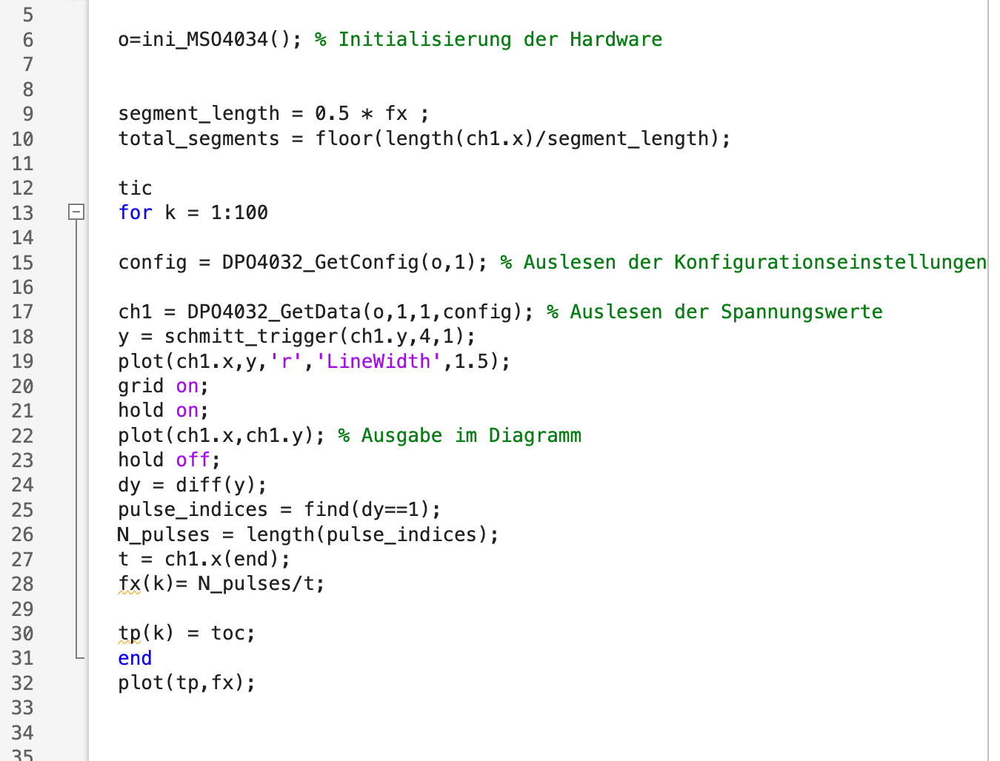 5
6 o=ini_MSO4034(); % Initialisierung der Hardware
7
8
9 segment_length = 0.5 * fx ;
10 total_segments = floor(length(ch1.x)/segment_length);
11
12 tic
13 for k = 1:100
14
15 config = DPO4032_GetConfig(o,1); % Auslesen der Konfigurationseinstellungen
16
17 ch1 = DPO4032_GetData(o,1,1,config); % Auslesen der Spannungswerte
18 y = schmitt_trigger(ch1.y,4,1);
19 plot(ch1.x,y,'r','LineWidth',1.5);
20 grid on;
21 hold on;
22 plot(ch1.x,ch1.y); % Ausgabe im Diagramm
23 hold off;
24 dy = diff(y);
25 pulse_indices = find(dy==1);
26 N_pulses = length(pulse_indices);
27 t = ch1.x(end);
28 fx(k)= N_pulses/t;
29
30 tp(k) = toc;
31 end
32 plot(tp,fx);
33
34
35